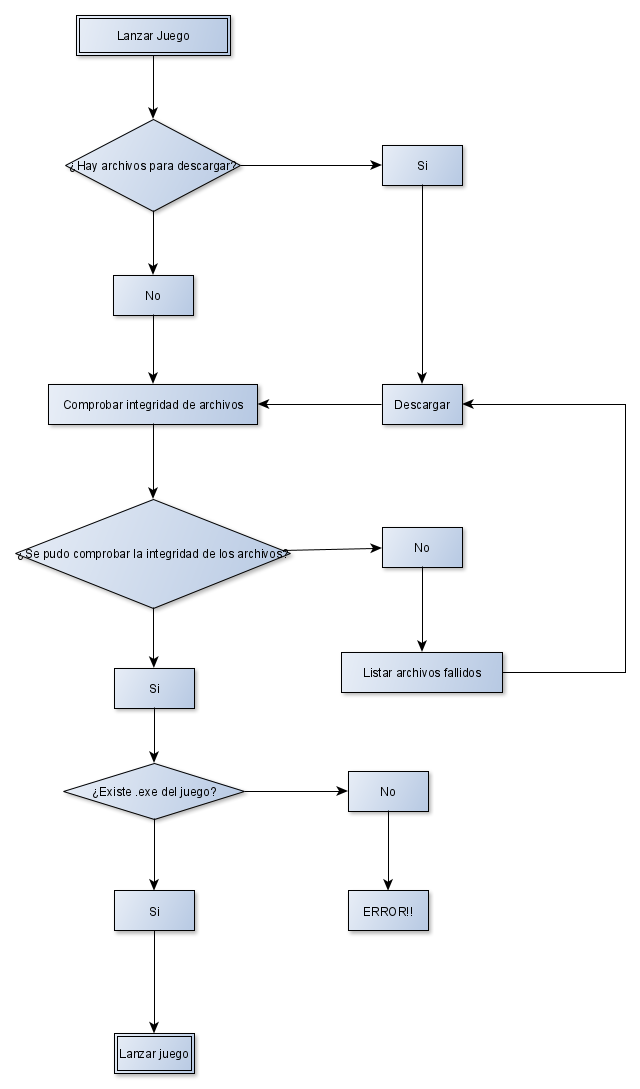 Lanzar Juego
¿Hay archivos para descargar?
Si
No
Comprobar integridad de archivos
Descargar
¿Se pudo comprobar la integridad de los archivos?
No
Listar archivos fallidos
Si
¿Existe .exe del juego?
No
Si
ERROR!!
Lanzar juego